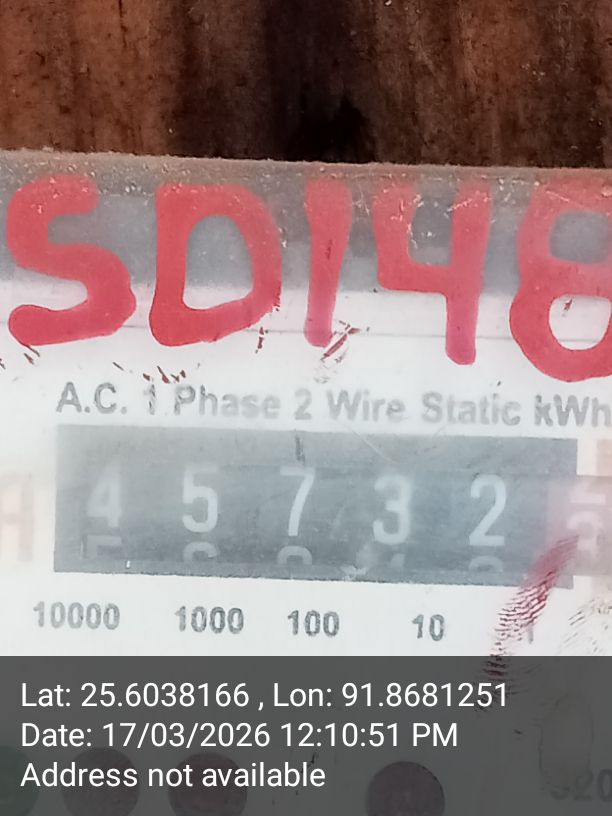 SD148
A.C. 1 Phase 2 Wire Static kWh
4 5 7 3 2
10000 1000 100 10 1
Lat: 25.6038166 , Lon: 91.8681251
Date: 17/03/2026 12:10:51 PM
Address not available